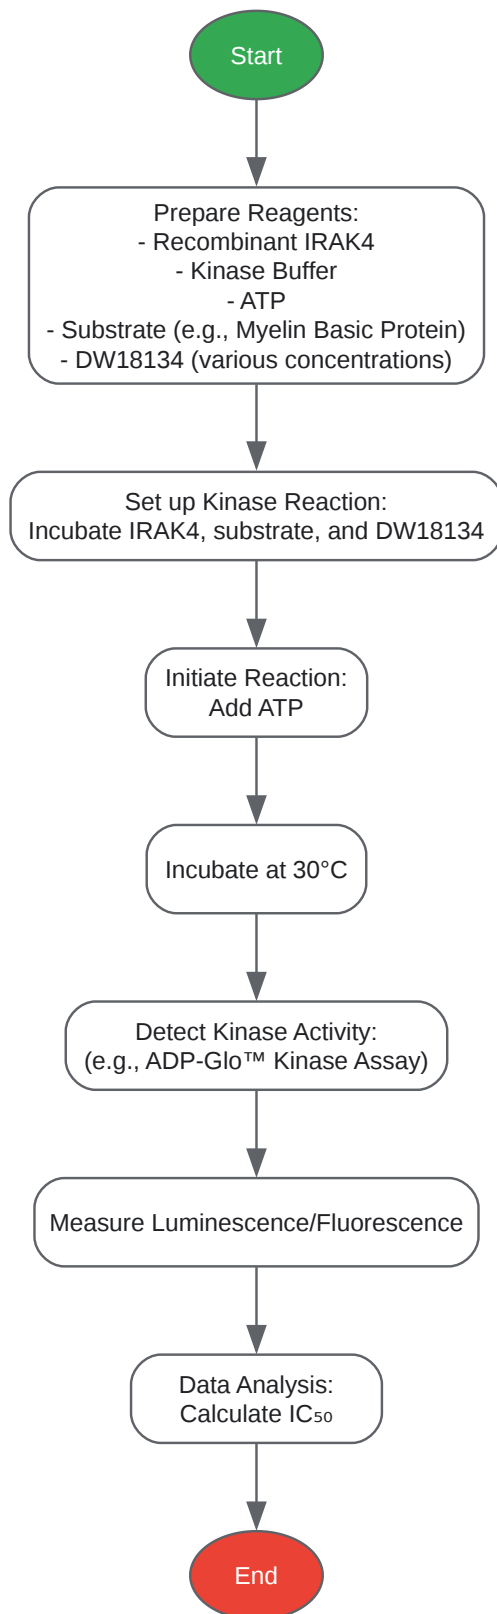 Start
Prepare Reagents:
- Recombinant IRAK4
- Kinase Buffer
- ATP
- Substrate (e.g., Myelin Basic Protein)
- DW18134 (various concentrations)
Set up Kinase Reaction:
Incubate IRAK4, substrate, and DW18134
Initiate Reaction:
Add ATP
Incubate at 30°C
Detect Kinase Activity:
(e.g., ADP-Glo™ Kinase Assay)
Measure Luminescence/Fluorescence
Data Analysis:
Calculate IC₅₀
End